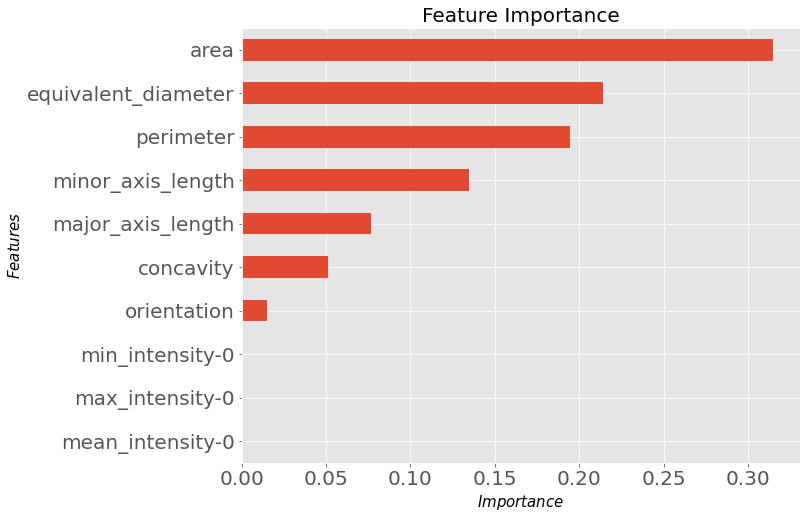 Feature Importance
area
equivalent_diameter
perimeter
minor_axis_length
major_axis_length
concavity
orientation
min_intensity-0
max_intensity-0
mean_intensity-0
Features
0.00 0.05 0.10 0.15 0.20 0.25 0.30
Importance